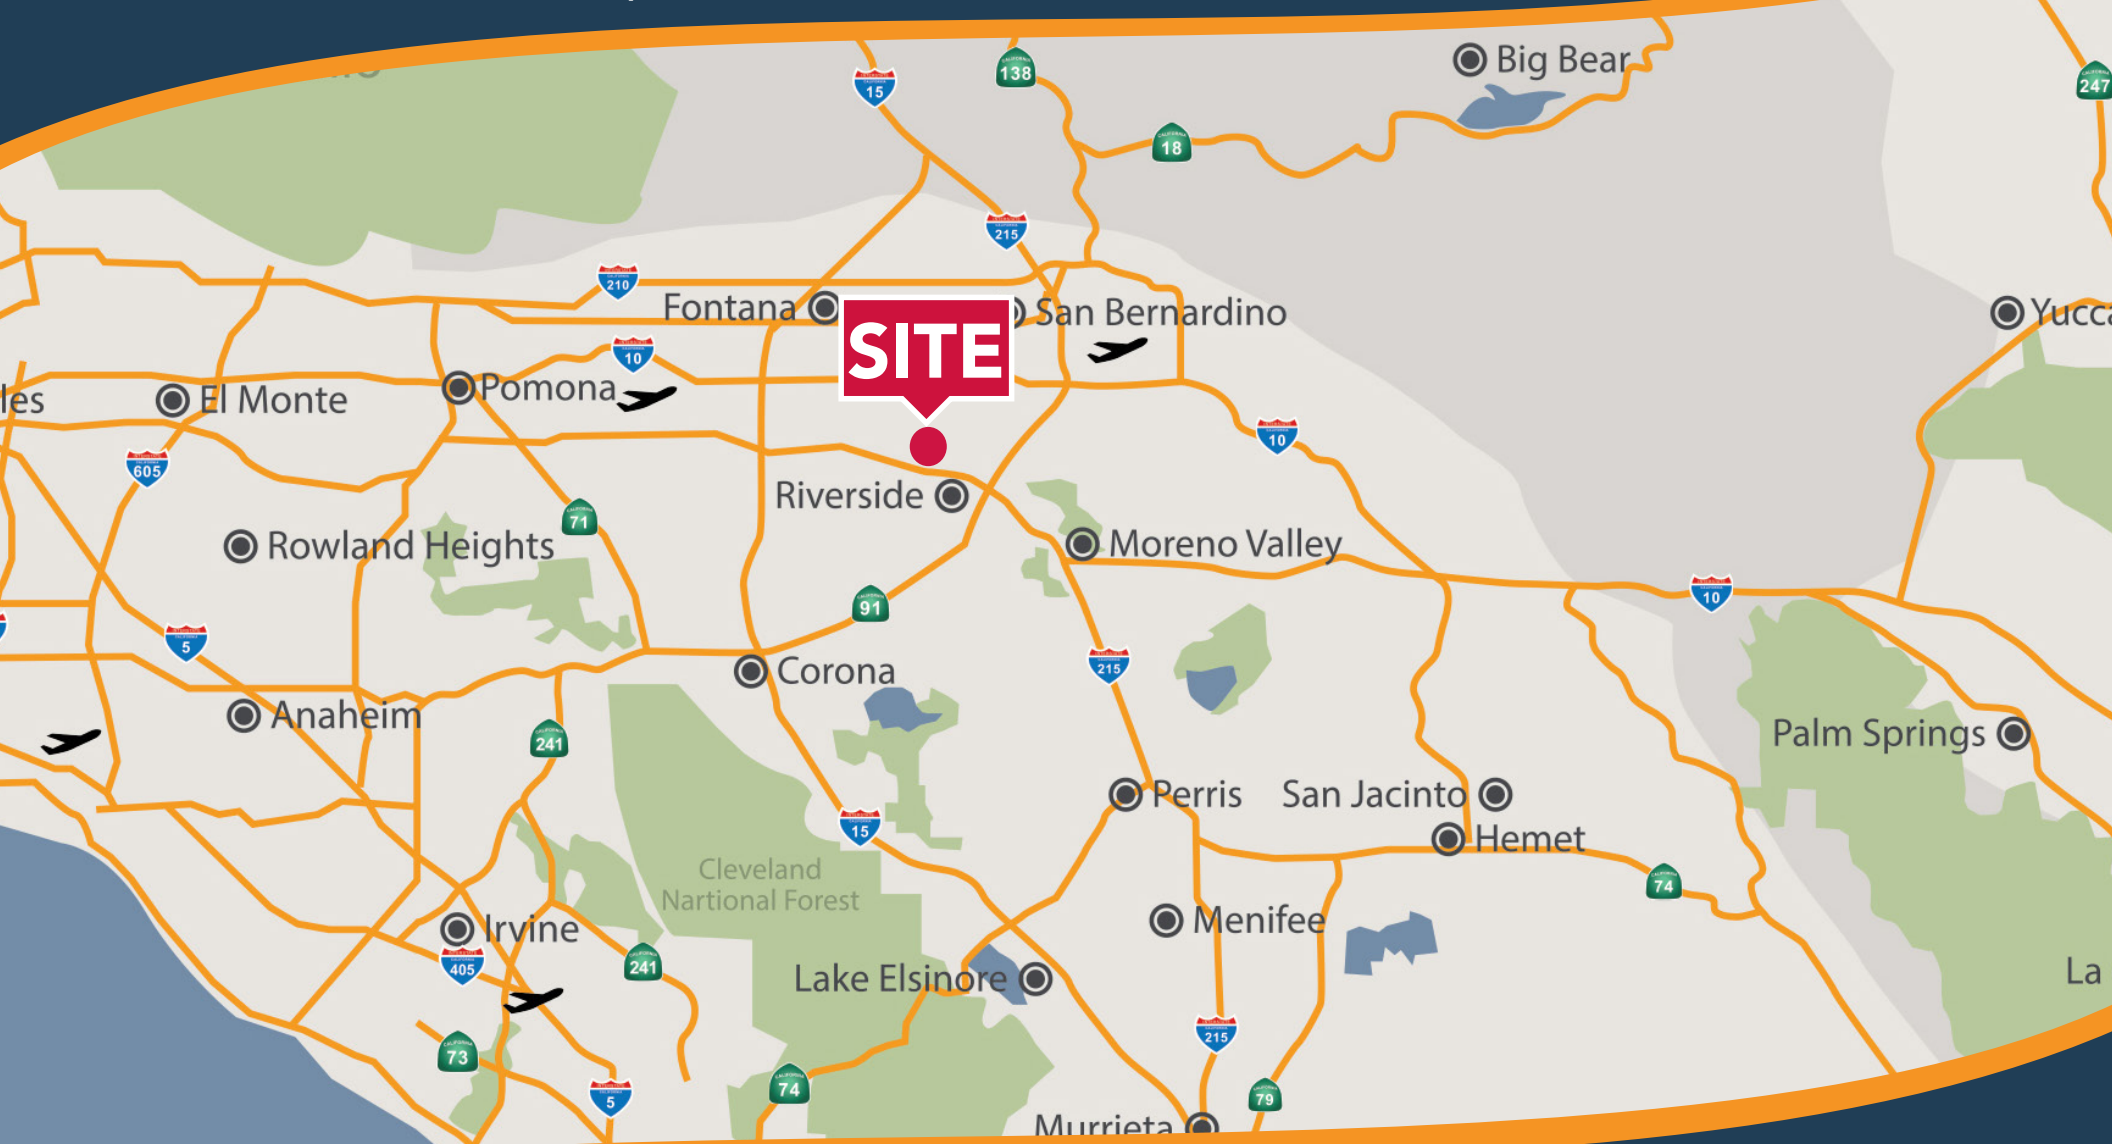 Big Bear
138
15
247
18
215
210
Fontana
San Bernardino
Yucca
SITE
10
Pomona
les
El Monte
10
605
Riverside
71
Rowland Heights
Moreno Valley
10
91
5
215
Corona
Anaheim
241
Palm Springs
Perris
San Jacinto
15
Hemet
Cleveland
Nartional Forest
74
Menifee
Irvine
405
241
Lake Elsinore
La
215
73
74
5
79
Murrieta